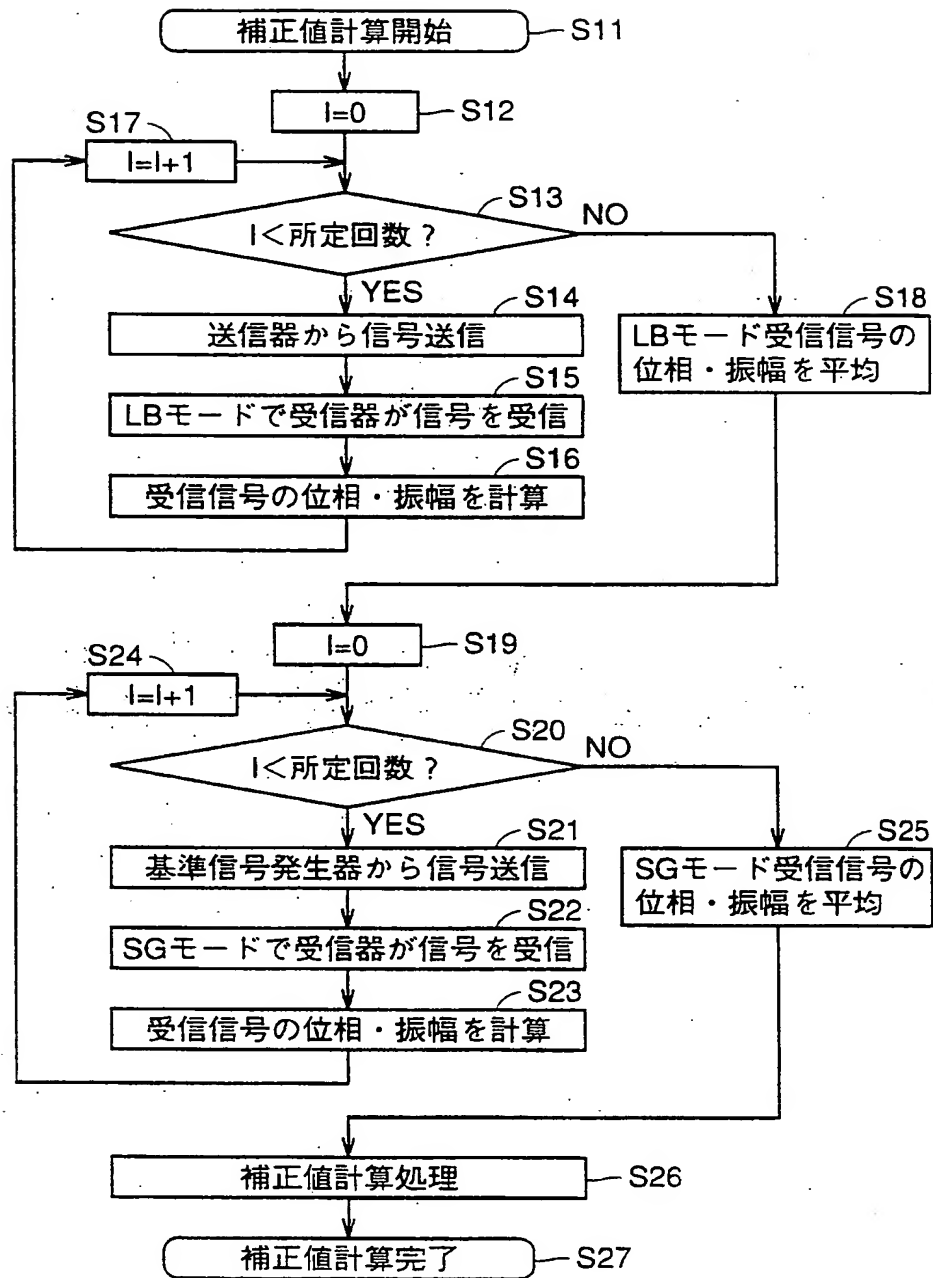 補正値計算開始 S11
I=0 S12
S17
I=I+1
S13
I<所定回数？
NO
YES
S14
送信器から信号送信
S15
LBモードで受信器が信号を受信
S16
受信信号の位相・振幅を計算
S18
LBモード受信信号の
位相・振幅を平均
I=0 S19
S24
I=I+1
S20
I<所定回数？
NO
YES
S21
基準信号発生器から信号送信
S22
SGモードで受信器が信号を受信
S23
受信信号の位相・振幅を計算
S25
SGモード受信信号の
位相・振幅を平均
補正値計算処理 S26
補正値計算完了 S27